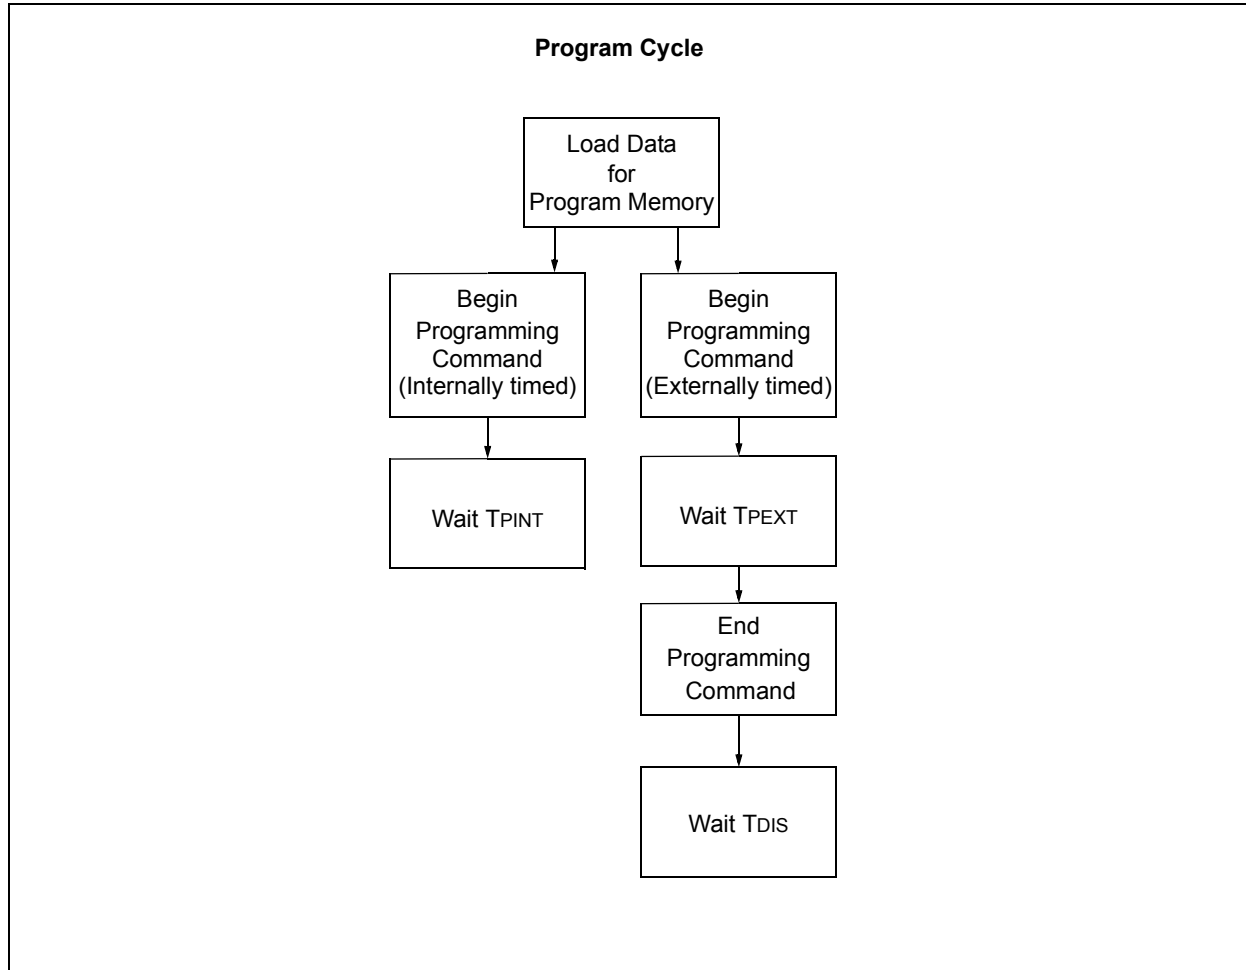 Program Cycle
Load Data
for
Program Memory
Begin
Programming
Command
(Internally timed)
Begin
Programming
Command
(Externally timed)
Wait TPINT
Wait TPEXT
End
Programming
Command
Wait TDIS